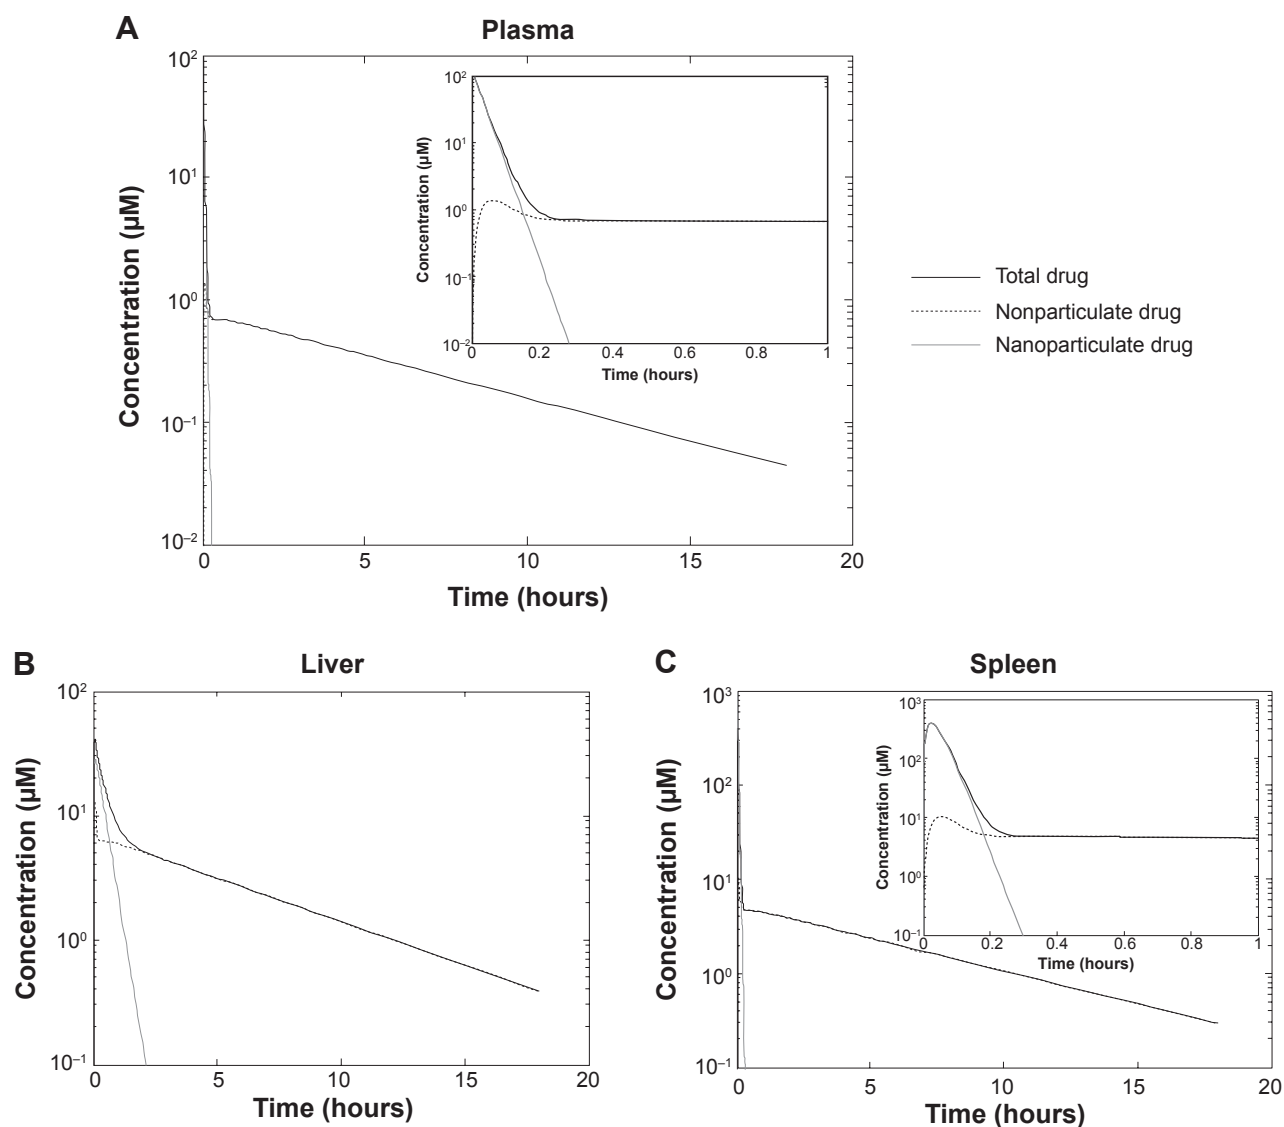 A
Plasma
Concentration (µM)
10²
10¹
10⁰
10⁻¹
10⁻²
0
5
10
15
20
Time (hours)
Concentration (µM)
10²
10¹
10⁰
10⁻¹
10⁻²
0
0.2
0.4
0.6
0.8
1
Time (hours)
Total drug
Nonparticulate drug
Nanoparticulate drug
B
Liver
Concentration (µM)
10²
10¹
10⁰
10⁻¹
0
5
10
15
20
Time (hours)
C
Spleen
Concentration (µM)
10³
10²
10¹
10⁰
10⁻¹
0
5
10
15
20
Time (hours)
Concentration (µM)
10³
10²
10¹
10⁰
10⁻¹
0
0.2
0.4
0.6
0.8
1
Time (hours)